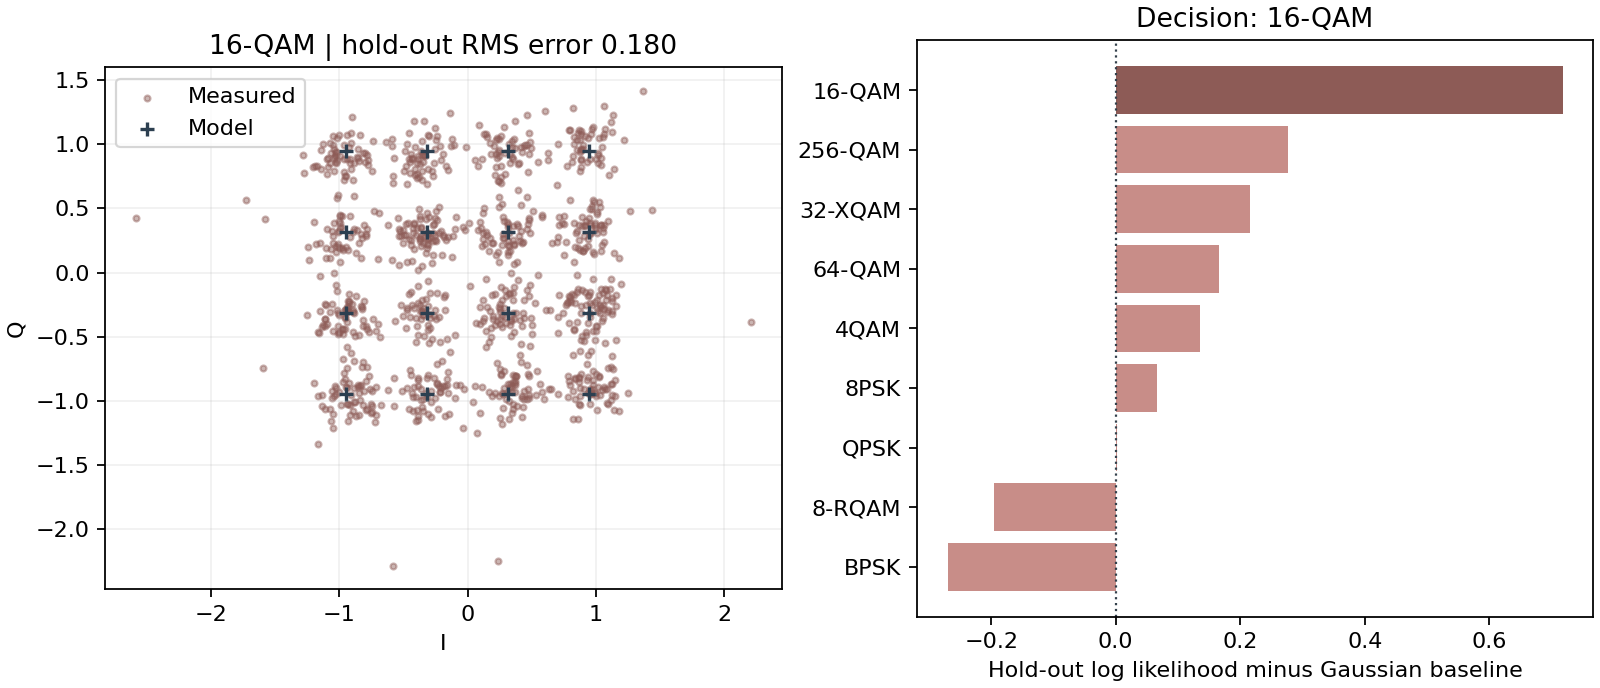 16-QAM | hold-out RMS error 0.180
Measured
Model
1.5
1.0
0.5
0.0
−0.5
−1.0
−1.5
−2.0
Q
−2
−1
0
1
2
I
Decision: 16-QAM
16-QAM
256-QAM
32-XQAM
64-QAM
4QAM
8PSK
QPSK
8-RQAM
BPSK
−0.2
0.0
0.2
0.4
0.6
Hold-out log likelihood minus Gaussian baseline